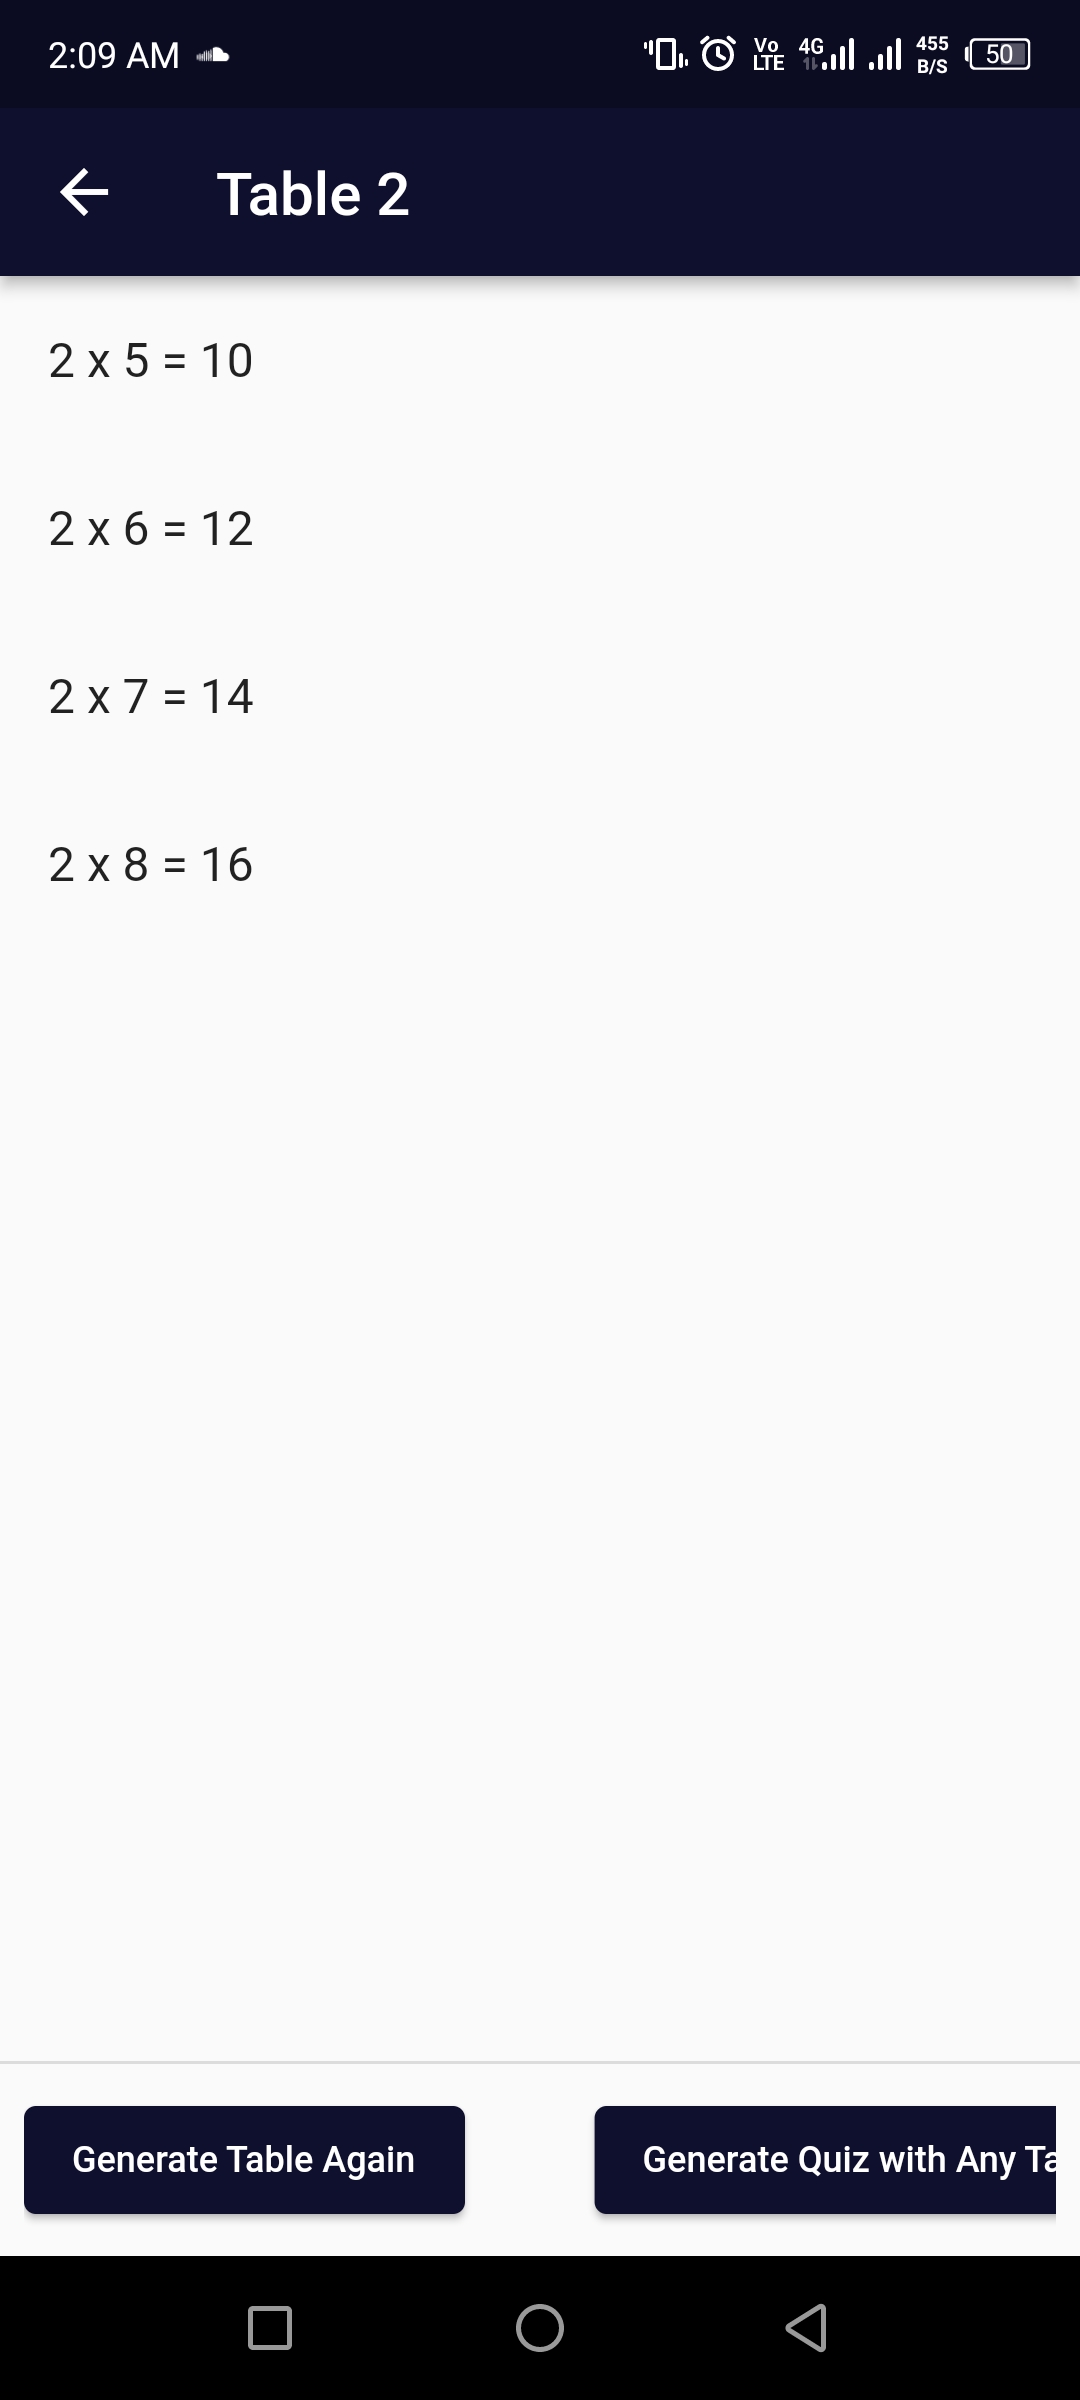 2:09 AM
Vo LTE 4G 455 B/S 50
Table 2
2 x 5 = 10
2 x 6 = 12
2 x 7 = 14
2 x 8 = 16
Generate Table Again
Generate Quiz with Any Ta